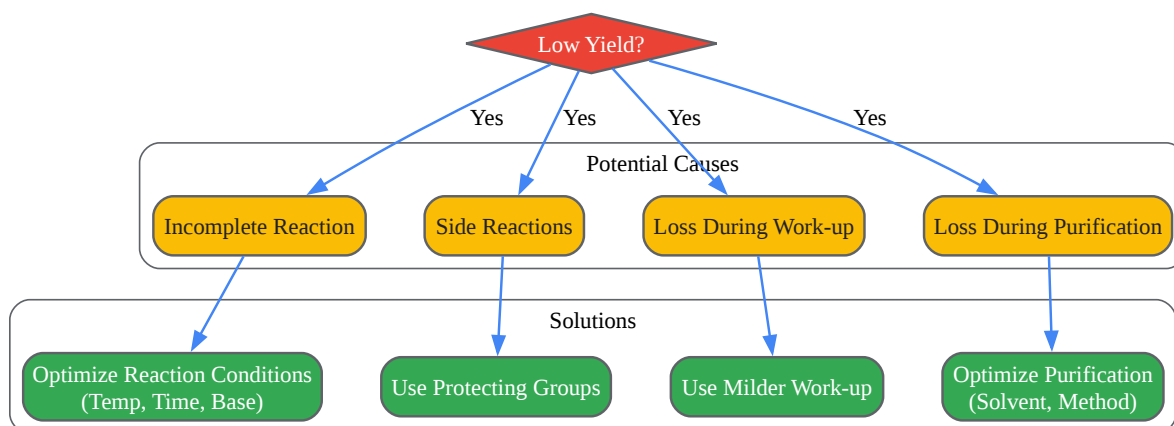 Low Yield?
Yes
Yes
Yes
Yes
Potential Causes
Incomplete Reaction
Side Reactions
Loss During Work-up
Loss During Purification
Solutions
Optimize Reaction Conditions
(Temp, Time, Base)
Use Protecting Groups
Use Milder Work-up
Optimize Purification
(Solvent, Method)